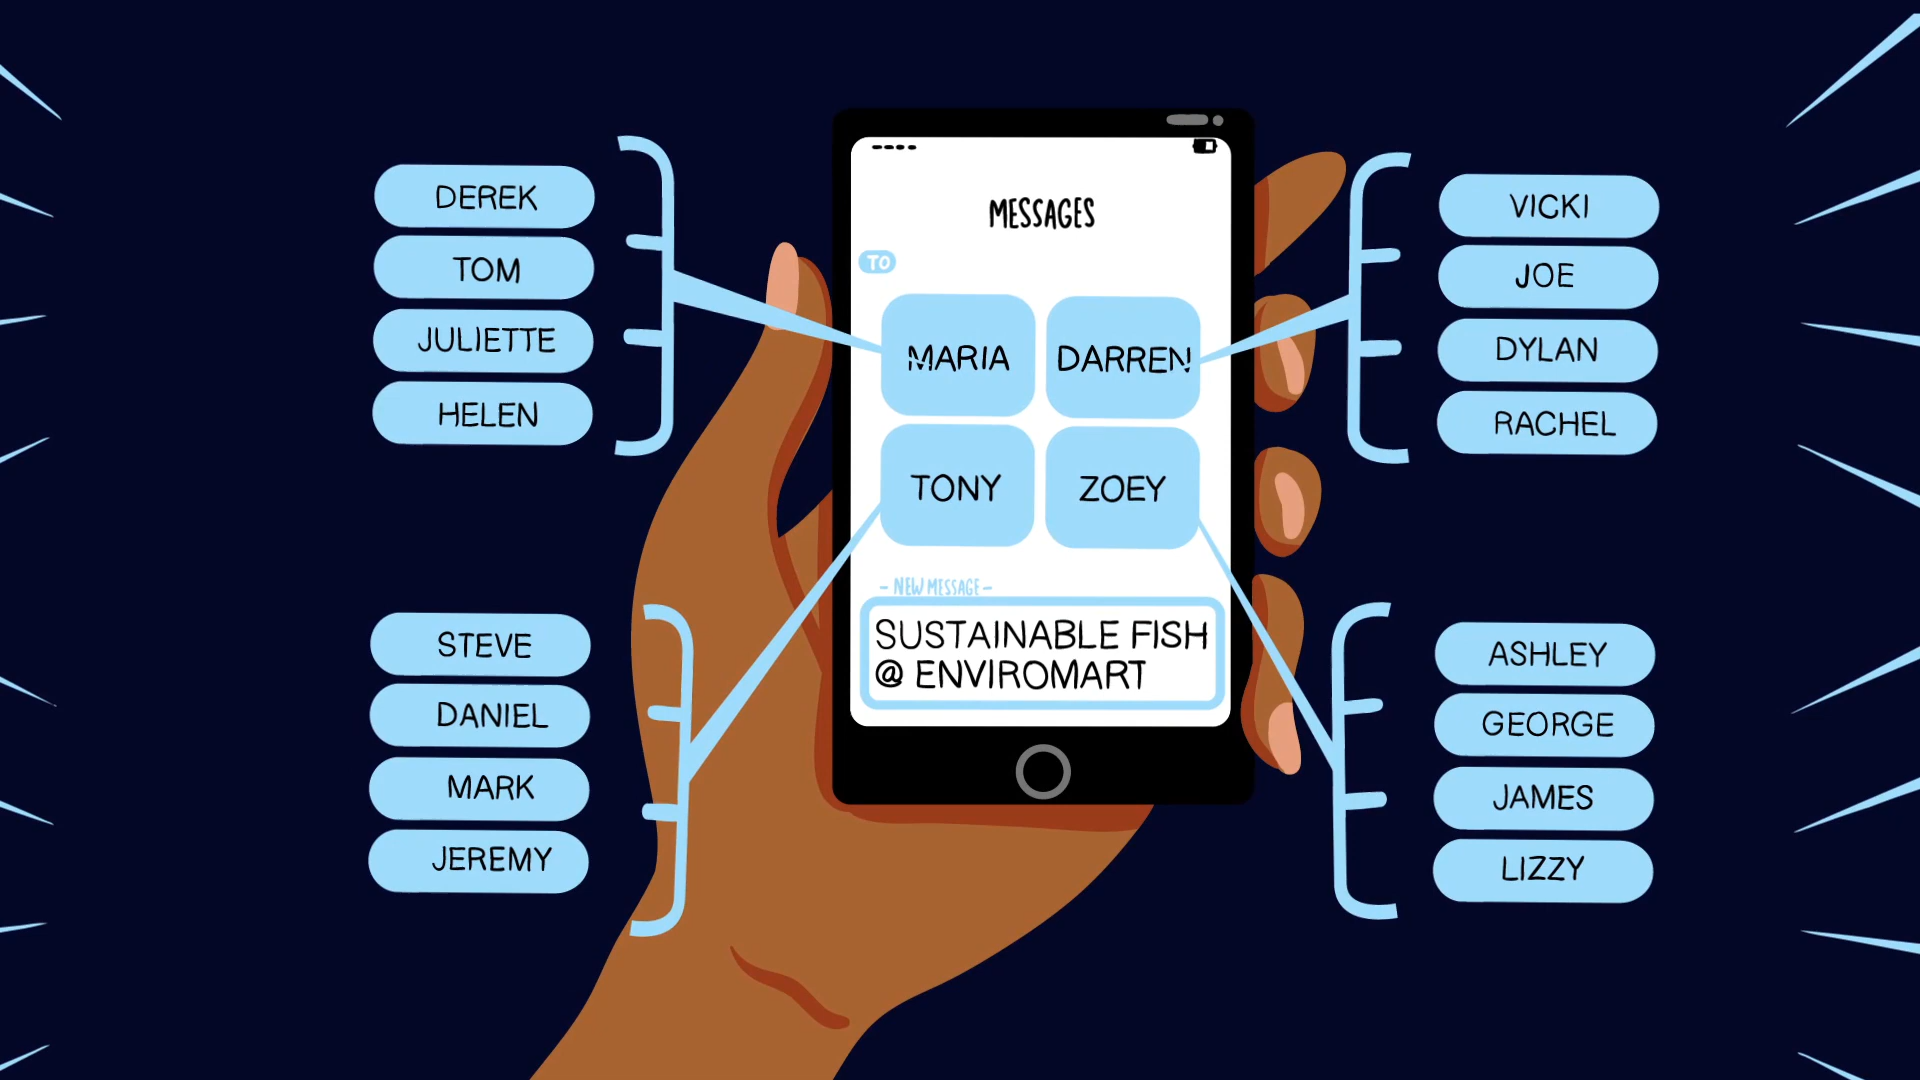 MESSAGES
TO
MARIA
DARREN
TONY
ZOEY
- NEW MESSAGE -
SUSTAINABLE FISH
@ ENVIROMART
DEREK
TOM
JULIETTE
HELEN
VICKI
JOE
DYLAN
RACHEL
STEVE
DANIEL
MARK
JEREMY
ASHLEY
GEORGE
JAMES
LIZZY